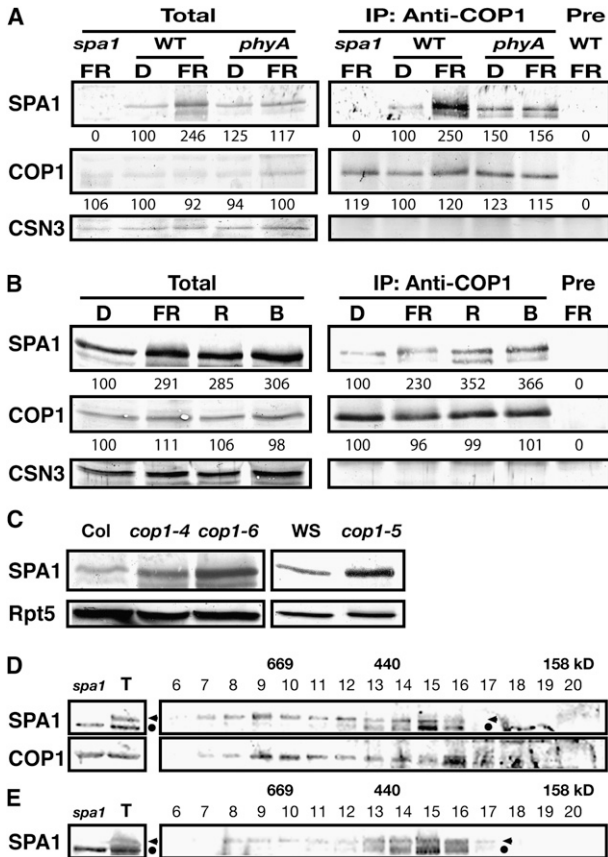 A Total IP: Anti-COP1 Pre
spa1 WT phyA spa1 WT phyA WT
FR D FR D FR FR D FR D FR FR
SPA1
0 100 246 125 117 0 100 250 150 156 0
COP1
106 100 92 94 100 119 100 120 123 115 0
CSN3
B Total IP: Anti-COP1 Pre
D FR R B D FR R B FR
SPA1
100 291 285 306 100 230 352 366 0
COP1
100 111 106 98 100 96 99 101 0
CSN3
C Col cop1-4 cop1-6 WS cop1-5
SPA1
Rpt5
D 669 440 158 kD
spa1 T 6 7 8 9 10 11 12 13 14 15 16 17 18 19 20
SPA1
COP1
E 669 440 158 kD
spa1 T 6 7 8 9 10 11 12 13 14 15 16 17 18 19 20
SPA1